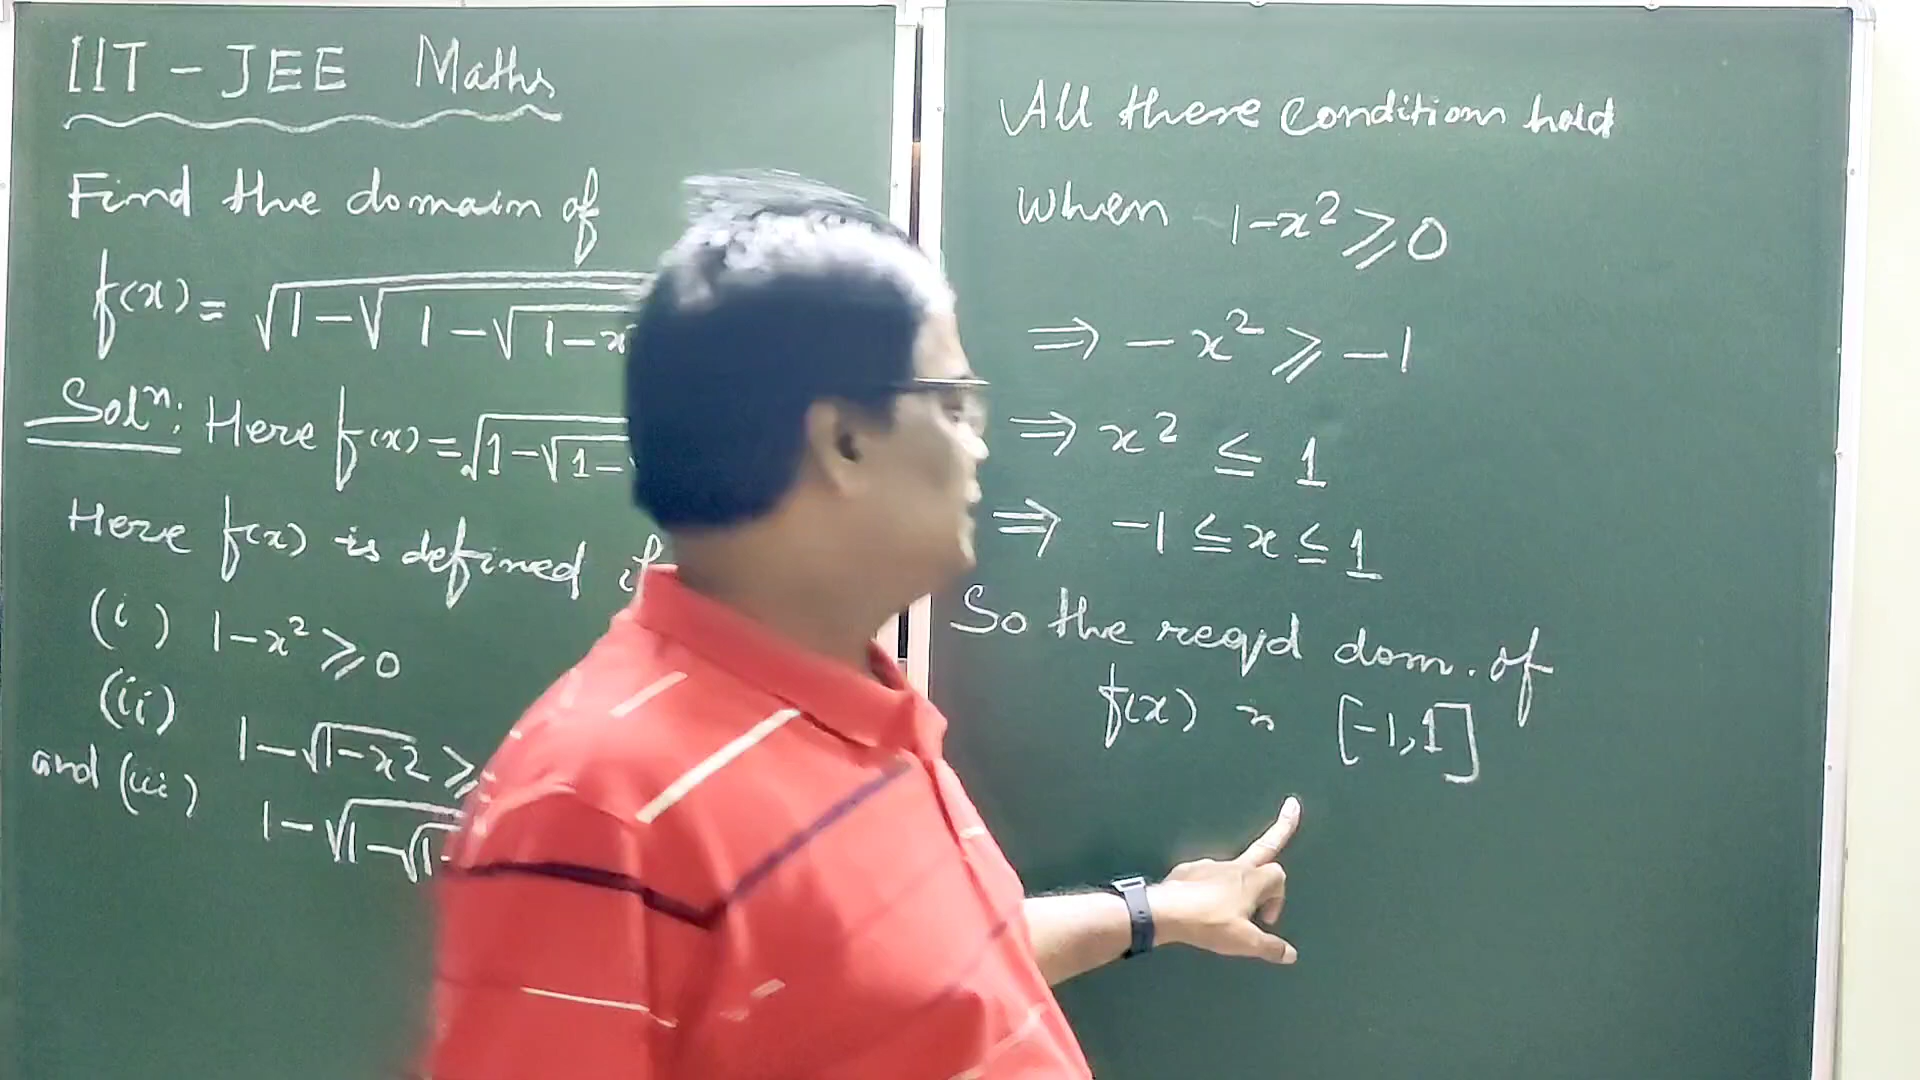 IIT - JEE Maths
Find the domain of
f(x) = √1-√1-√1-x
Solⁿ: Here f(x) = √1-√1-√
Here f(x) is defined if
(i) 1-x² ⩾ 0
(ii) 1-√1-x2 ⩾
and (iii) 1-√1-√1-
All these conditions hold
when 1-x² ⩾ 0
⇒ -x² ⩾ -1
⇒ x² ≤ 1
⇒ -1 ≤ x ≤ 1
So the reqd dom. of
f(x) is [-1,1]